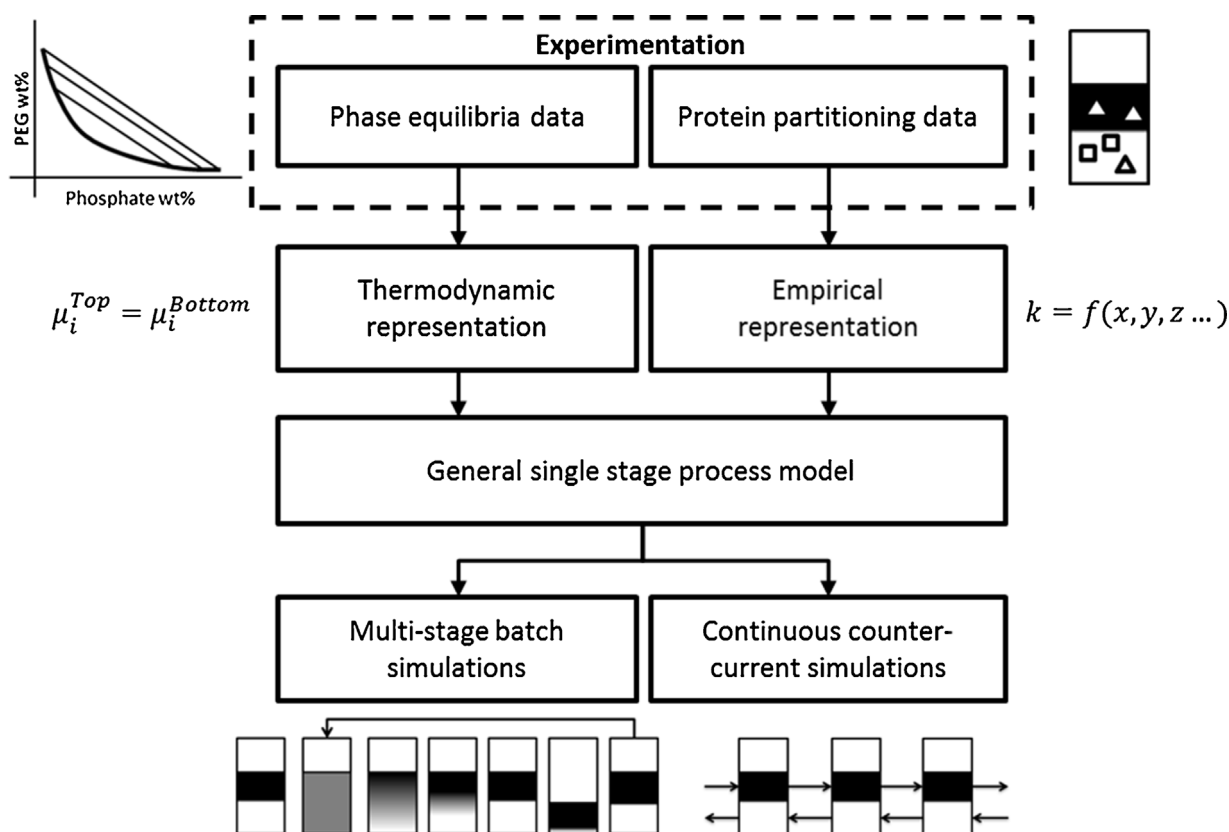 Experimentation
PEG wt%
Phosphate wt%
Phase equilibria data
Protein partitioning data
μ_i^{Top} = μ_i^{Bottom}
Thermodynamic
representation
Empirical
representation
k = f(x, y, z ...)
General single stage process model
Multi-stage batch
simulations
Continuous counter-
current simulations